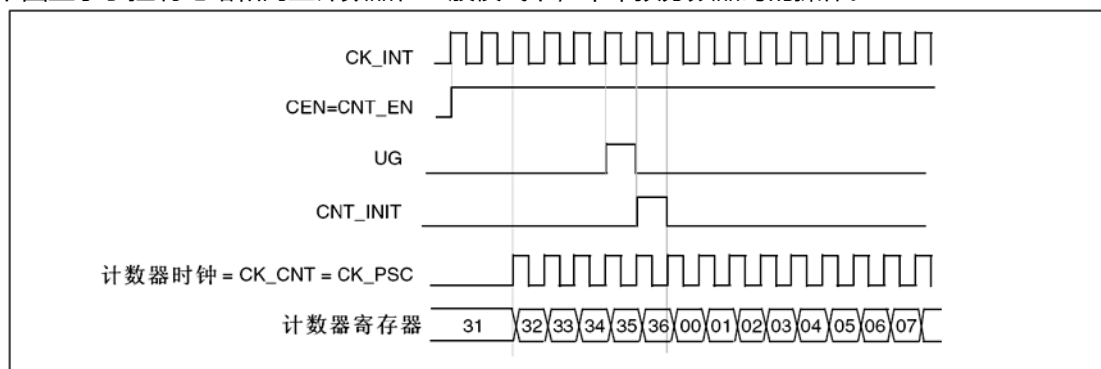 CK_INT
CEN=CNT_EN
UG
CNT_INIT
计数器时钟 = CK_CNT = CK_PSC
计数器寄存器 31 32 33 34 35 36 00 01 02 03 04 05 06 07